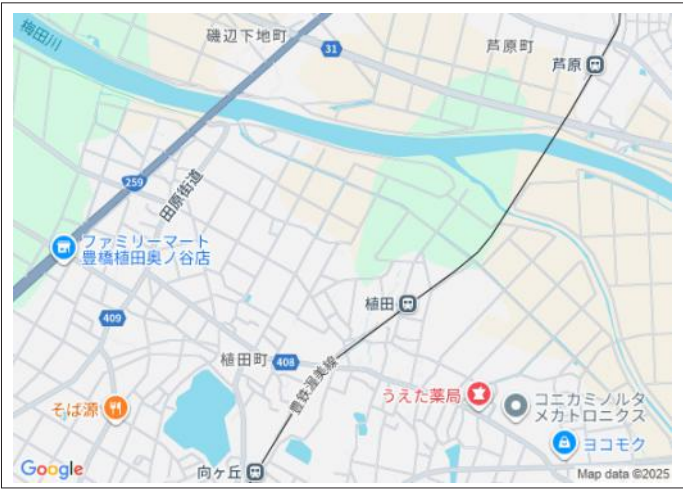 梅田川
磯辺下地町
31
芦原町
芦原
259
田原街道
ファミリーマート
豊橋植田奥ノ谷店
植田
409
植田町
408
豊鉄渥美線
うえた薬局
コニカミノルタ
メカトロニクス
そば源
ヨコモク
向ヶ丘
Google
Map data ©2025